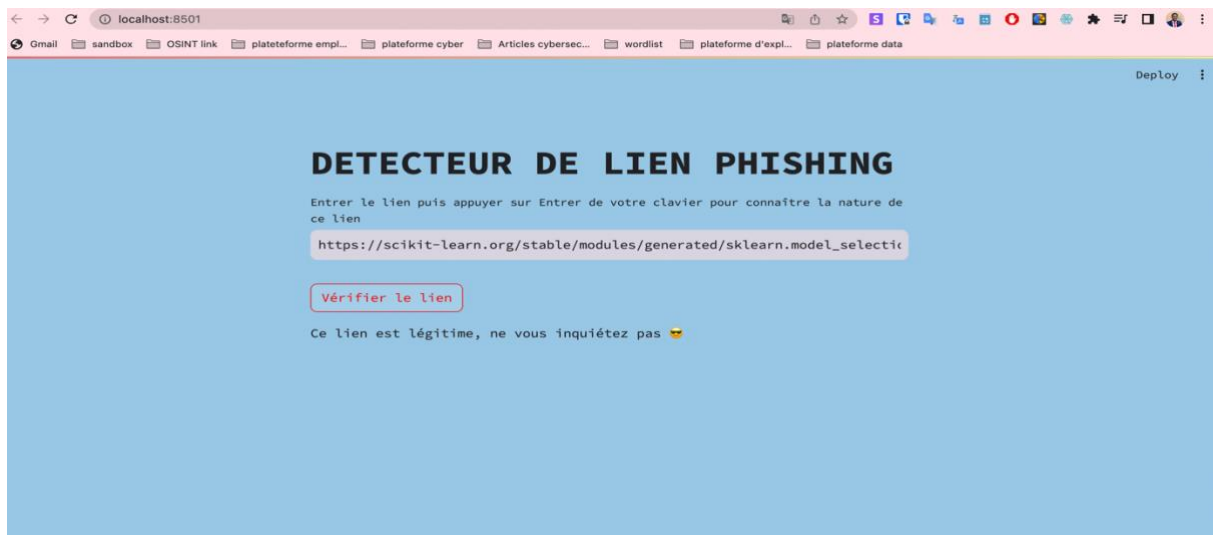 localhost:8501
Gmail sandbox OSINT link plateteforme empl... plateforme cyber Articles cybersec... wordlist plateforme d'expl... plateforme data
Deploy
DETECTEUR DE LIEN PHISHING
Entrer le lien puis appuyer sur Entrer de votre clavier pour connaître la nature de
ce lien
https://scikit-learn.org/stable/modules/generated/sklearn.model_selectic
Vérifier le lien
Ce lien est légitime, ne vous inquiétez pas 😎